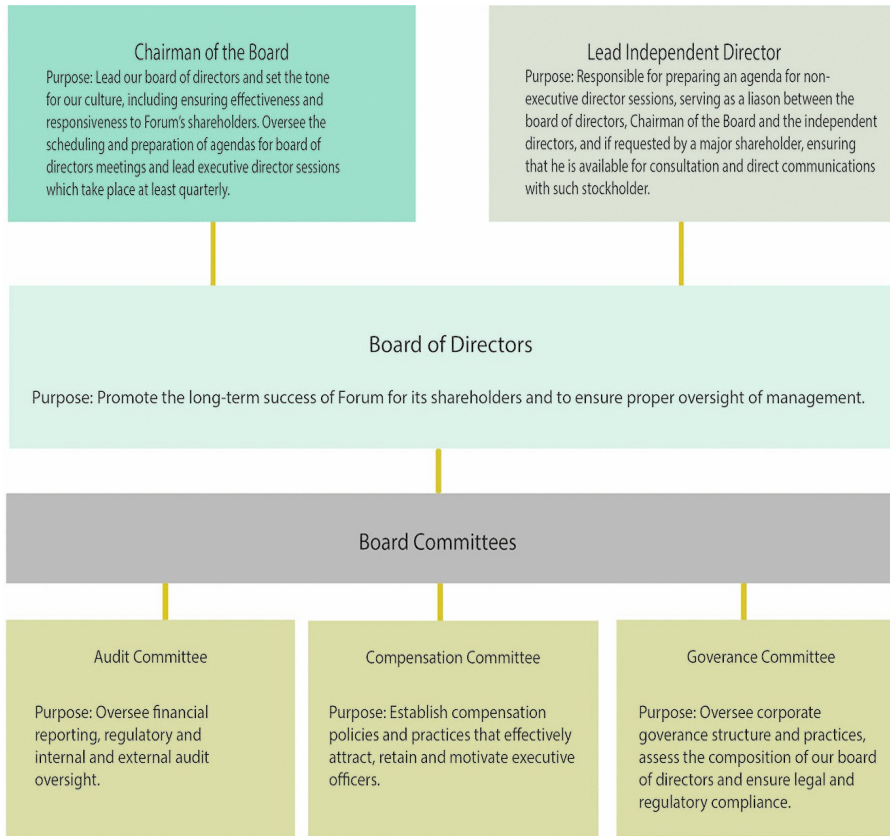 Chairman of the Board
Purpose: Lead our board of directors and set the tone
for our culture, including ensuring effectiveness and
responsiveness to Forum's shareholders. Oversee the
scheduling and preparation of agendas for board of
directors meetings and lead executive director sessions
which take place at least quarterly.
Lead Independent Director
Purpose: Responsible for preparing an agenda for non-
executive director sessions, serving as a liason between the
board of directors, Chairman of the Board and the independent
directors, and if requested by a major shareholder, ensuring
that he is available for consultation and direct communications
with such stockholder.
Board of Directors
Purpose: Promote the long-term success of Forum for its shareholders and to ensure proper oversight of management.
Board Committees
Audit Committee
Purpose: Oversee financial
reporting, regulatory and
internal and external audit
oversight.
Compensation Committee
Purpose: Establish compensation
policies and practices that effectively
attract, retain and motivate executive
officers.
Goverance Committee
Purpose: Oversee corporate
goverance structure and practices,
assess the composition of our board
of directors and ensure legal and
regulatory compliance.